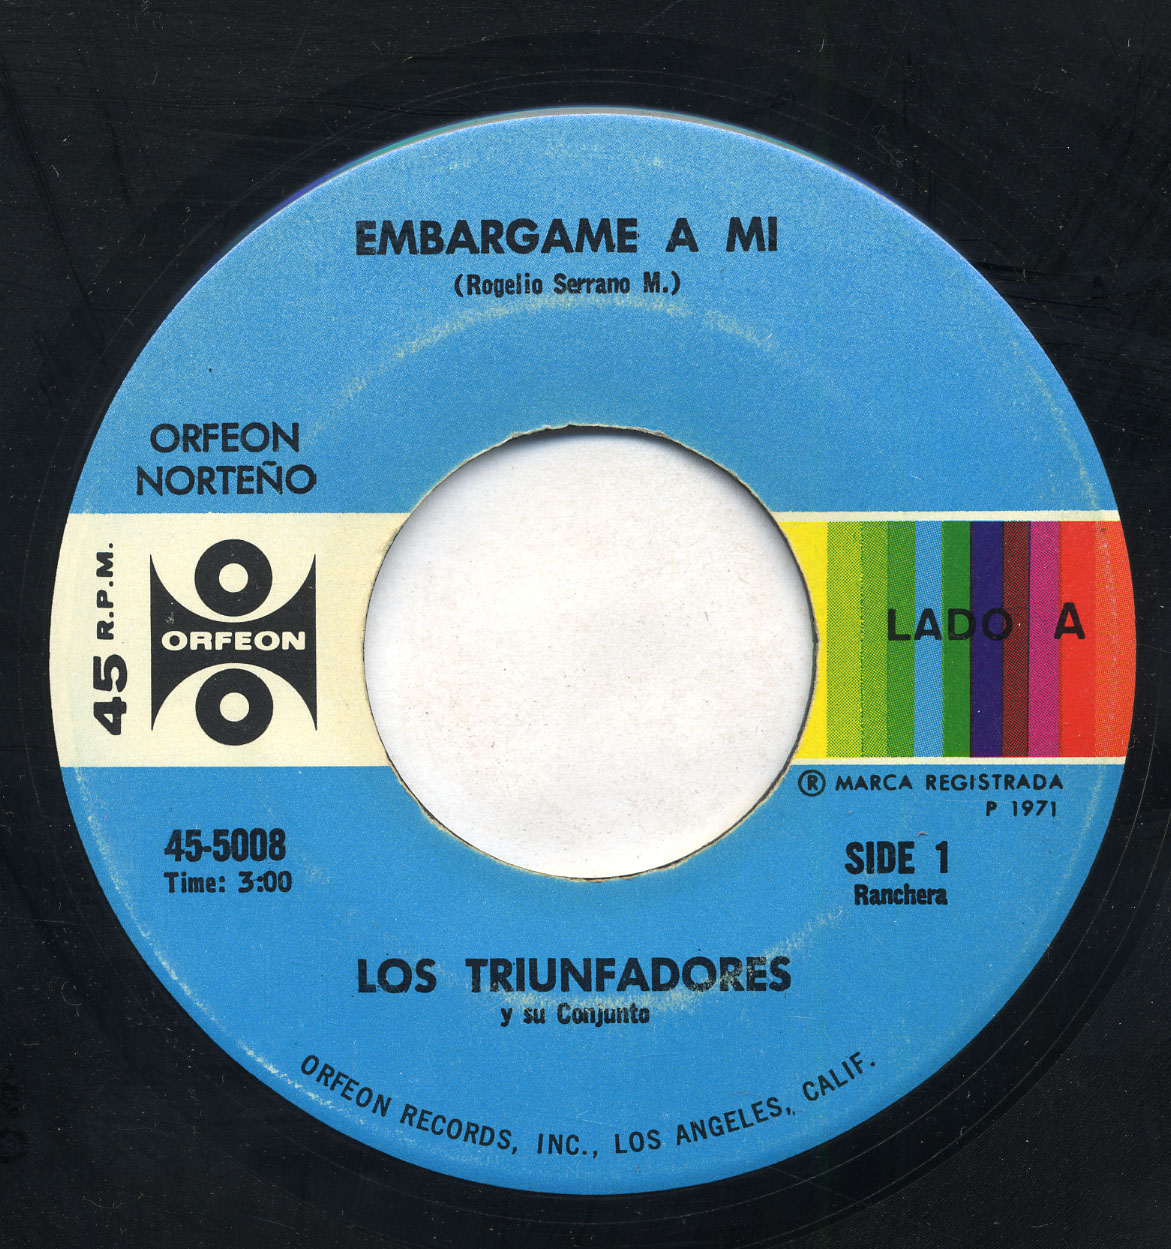 EMBARGAME A MI
(Rogelio Serrano M.)
ORFEON
NORTEÑO
45 R.P.M.
ORFEON
LADO A
® MARCA REGISTRADA
P 1971
45-5008
Time: 3:00
SIDE 1
Ranchera
LOS TRIUNFADORES
y su Conjunto
ORFEON RECORDS, INC., LOS ANGELES, CALIF.